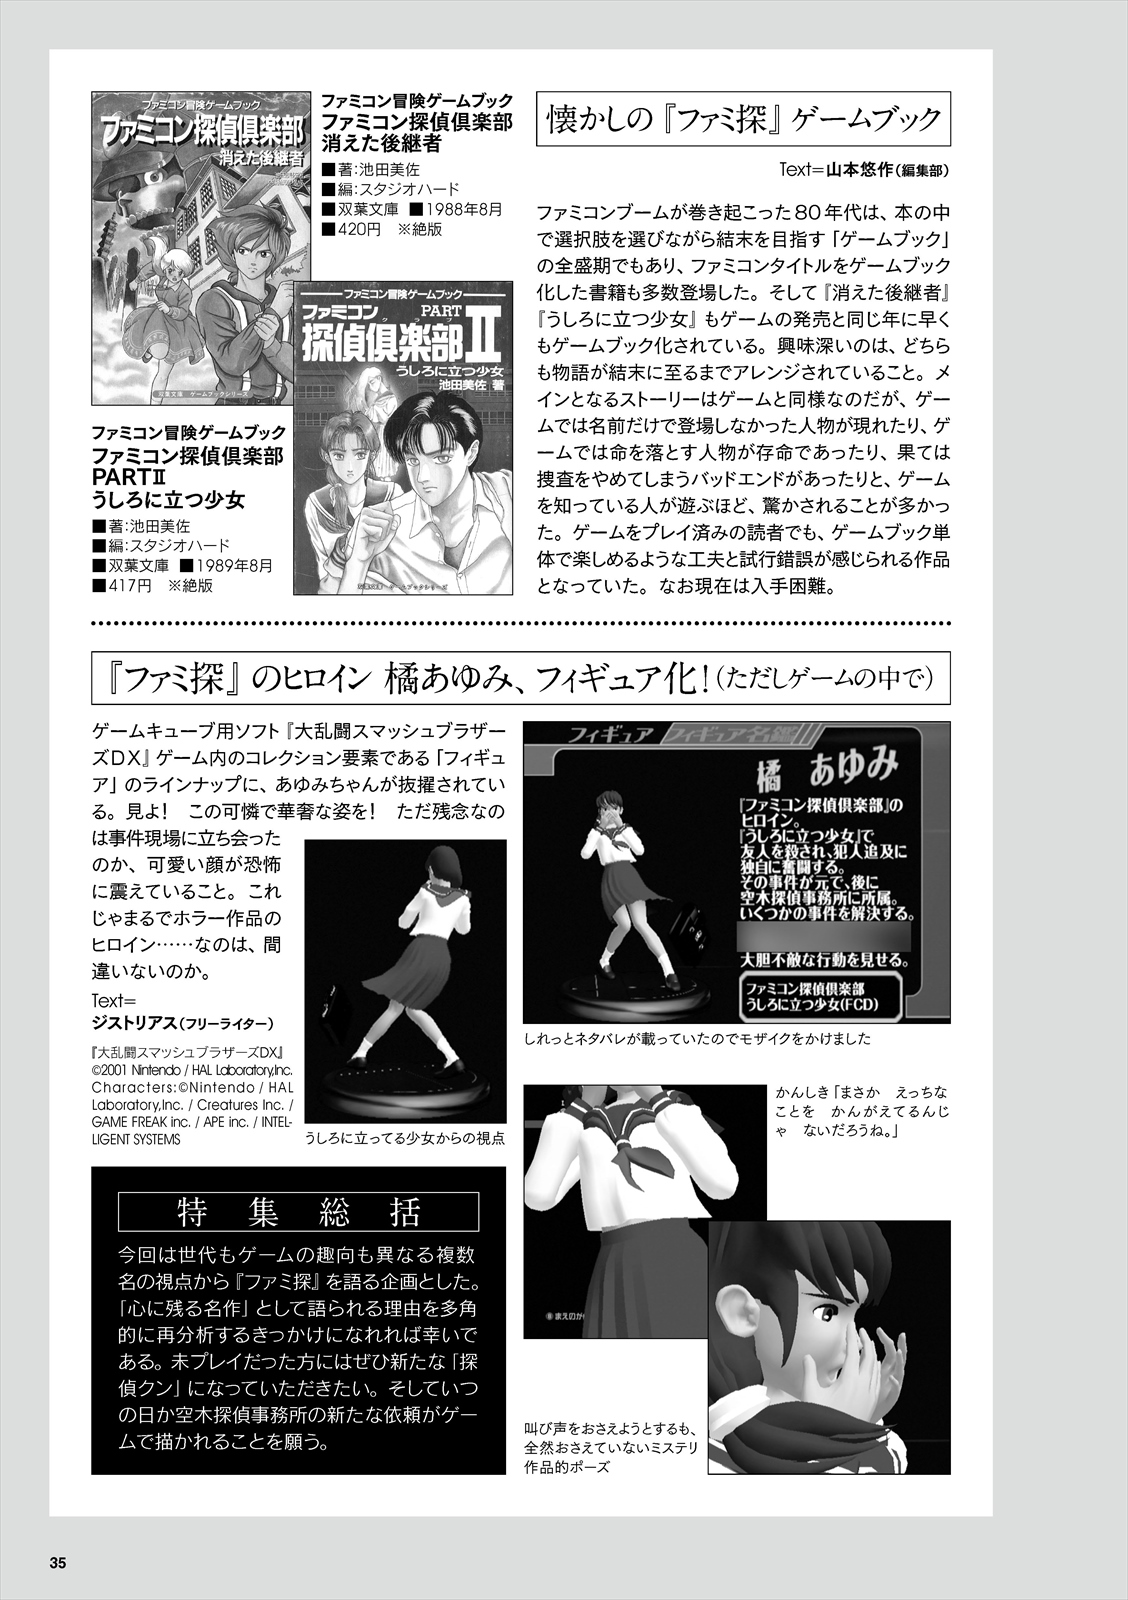 ファミコン冒険ゲームブック
ファミコン探偵倶楽部
消えた後継者
ファミコン冒険ゲームブック
ファミコン探偵倶楽部
消えた後継者
■著：池田美佐
■編：スタジオハード
■双葉文庫 ■1988年8月
■420円　※絶版
双葉文庫 ゲームブックシリーズ
ファミコン冒険ゲームブック
ファミコン PART
探偵倶楽部II
クラブ
うしろに立つ少女
池田美佐 著
双葉文庫 ゲームブックシリーズ
ファミコン冒険ゲームブック
ファミコン探偵倶楽部
PARTⅡ
うしろに立つ少女
■著：池田美佐
■編：スタジオハード
■双葉文庫 ■1989年8月
■417円　※絶版
懐かしの『ファミ探』ゲームブック
Text=山本悠作（編集部）
ファミコンブームが巻き起こった80年代は、本の中
で選択肢を選びながら結末を目指す「ゲームブック」
の全盛期でもあり、ファミコンタイトルをゲームブック
化した書籍も多数登場した。そして『消えた後継者』
『うしろに立つ少女』もゲームの発売と同じ年に早く
もゲームブック化されている。興味深いのは、どちら
も物語が結末に至るまでアレンジされていること。メ
インとなるストーリーはゲームと同様なのだが、ゲー
ムでは名前だけで登場しなかった人物が現れたり、ゲ
ームでは命を落とす人物が存命であったり、果ては
捜査をやめてしまうバッドエンドがあったりと、ゲーム
を知っている人が遊ぶほど、驚かされることが多かっ
た。ゲームをプレイ済みの読者でも、ゲームブック単
体で楽しめるような工夫と試行錯誤が感じられる作品
となっていた。なお現在は入手困難。
『ファミ探』のヒロイン 橘あゆみ、フィギュア化！（ただしゲームの中で）
ゲームキューブ用ソフト『大乱闘スマッシュブラザー
ズDX』ゲーム内のコレクション要素である「フィギュ
ア」のラインナップに、あゆみちゃんが抜擢されてい
る。見よ！　この可憐で華奢な姿を！　ただ残念なの
は事件現場に立ち会った
のか、可愛い顔が恐怖
に震えていること。これ
じゃまるでホラー作品の
ヒロイン……なのは、間
違いないのか。
Text=
ジストリアス（フリーライター）
『大乱闘スマッシュブラザーズDX』
©2001 Nintendo / HAL Laboratory,Inc.
Characters:©Nintendo / HAL
Laboratory,Inc. / Creatures Inc. /
GAME FREAK inc. / APE inc. / INTEL-
LIGENT SYSTEMS
うしろに立ってる少女からの視点
フィギュア フィギュア名鑑
橘　あゆみ
『ファミコン探偵倶楽部』の
ヒロイン。
『うしろに立つ少女』で
友人を殺され、犯人追及に
独自に奮闘する。
その事件が元で、後に
空木探偵事務所に所属。
いくつかの事件を解決する。
大胆不敵な行動を見せる。
ファミコン探偵倶楽部
うしろに立つ少女(FCD)
しれっとネタバレが載っていたのでモザイクをかけました
かんしき「まさか　えっちな
ことを　かんがえてるんじ
ゃ　ないだろうね。」
まえのか
叫び声をおさえようとするも、
全然おさえていないミステリ
作品的ポーズ
特集総括
今回は世代もゲームの趣向も異なる複数
名の視点から『ファミ探』を語る企画とした。
「心に残る名作」として語られる理由を多角
的に再分析するきっかけになれれば幸いで
ある。未プレイだった方にはぜひ新たな「探
偵クン」になっていただきたい。そしていつ
の日か空木探偵事務所の新たな依頼がゲー
ムで描かれることを願う。
35